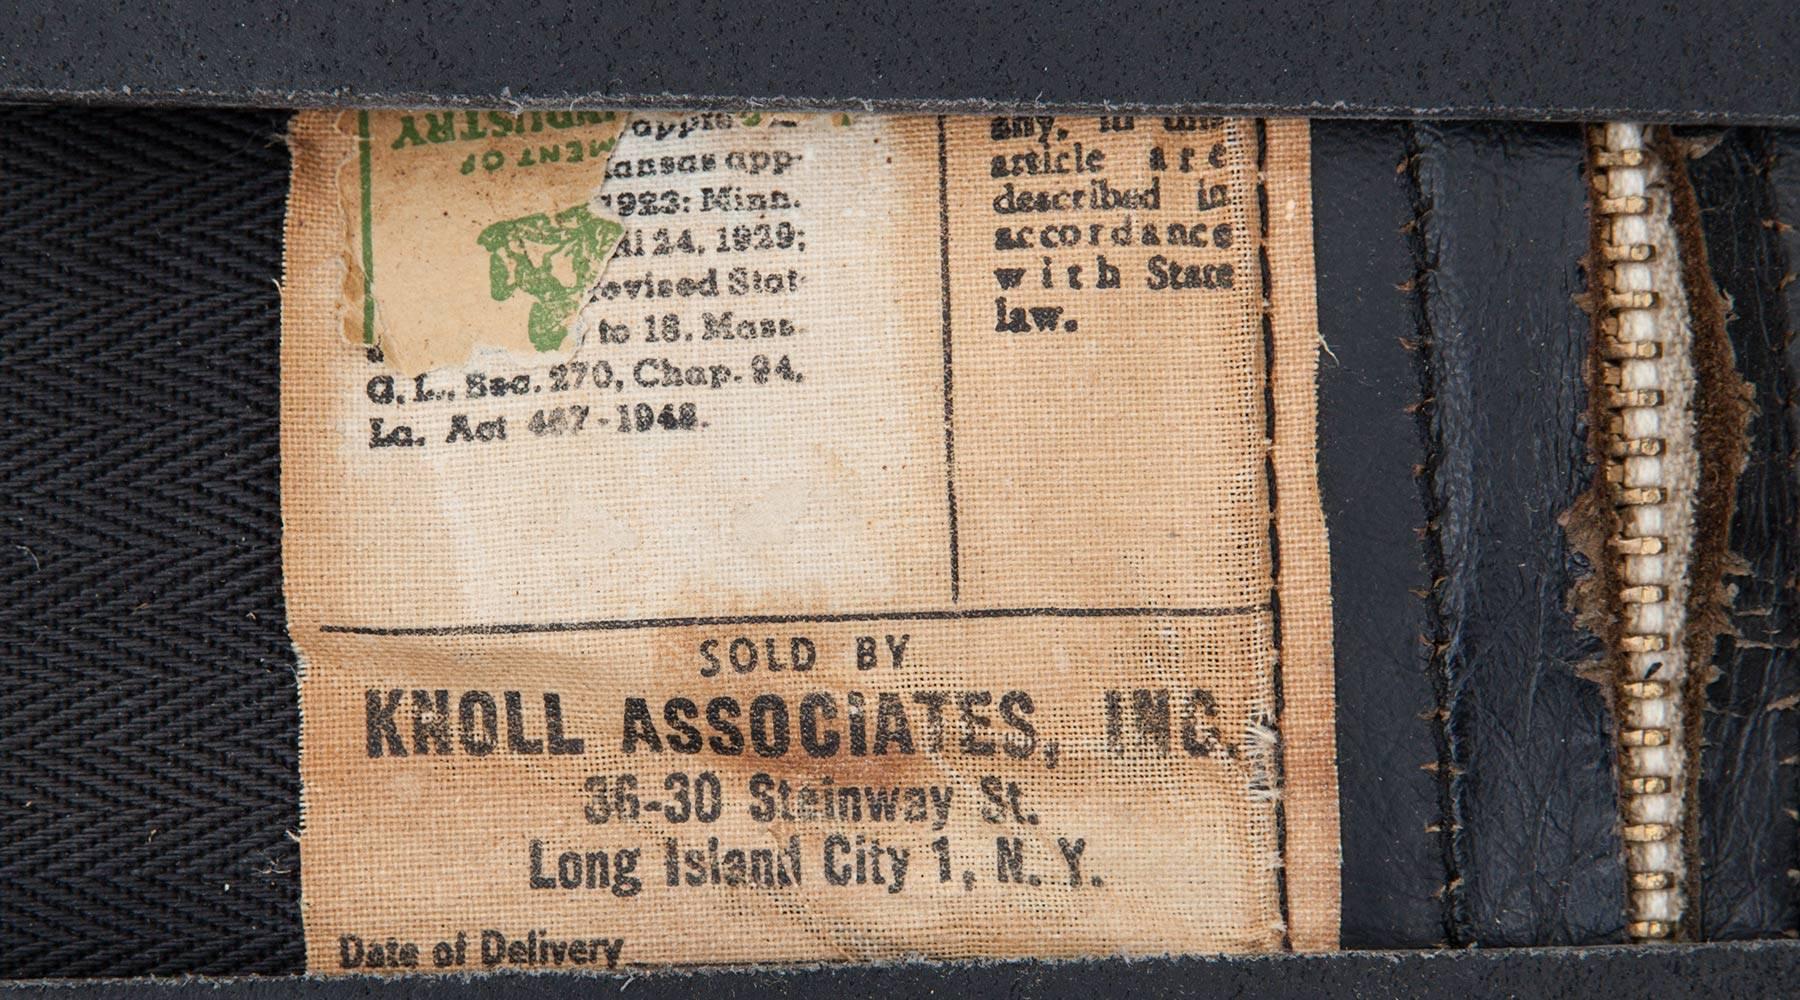 MENT OF
INDUSTRY
kansas app-
1923; Minn.
24, 1929;
revised Stat-
to 18. Mass.
G. L., Sec. 270, Chap. 94,
La. Act 467-1948.
any, in this
article are
described in
accordance
with State
law.
SOLD BY
KNOLL ASSOCIATES, INC.
36-30 Steinway St.
Long Island City 1, N. Y.
Date of Delivery